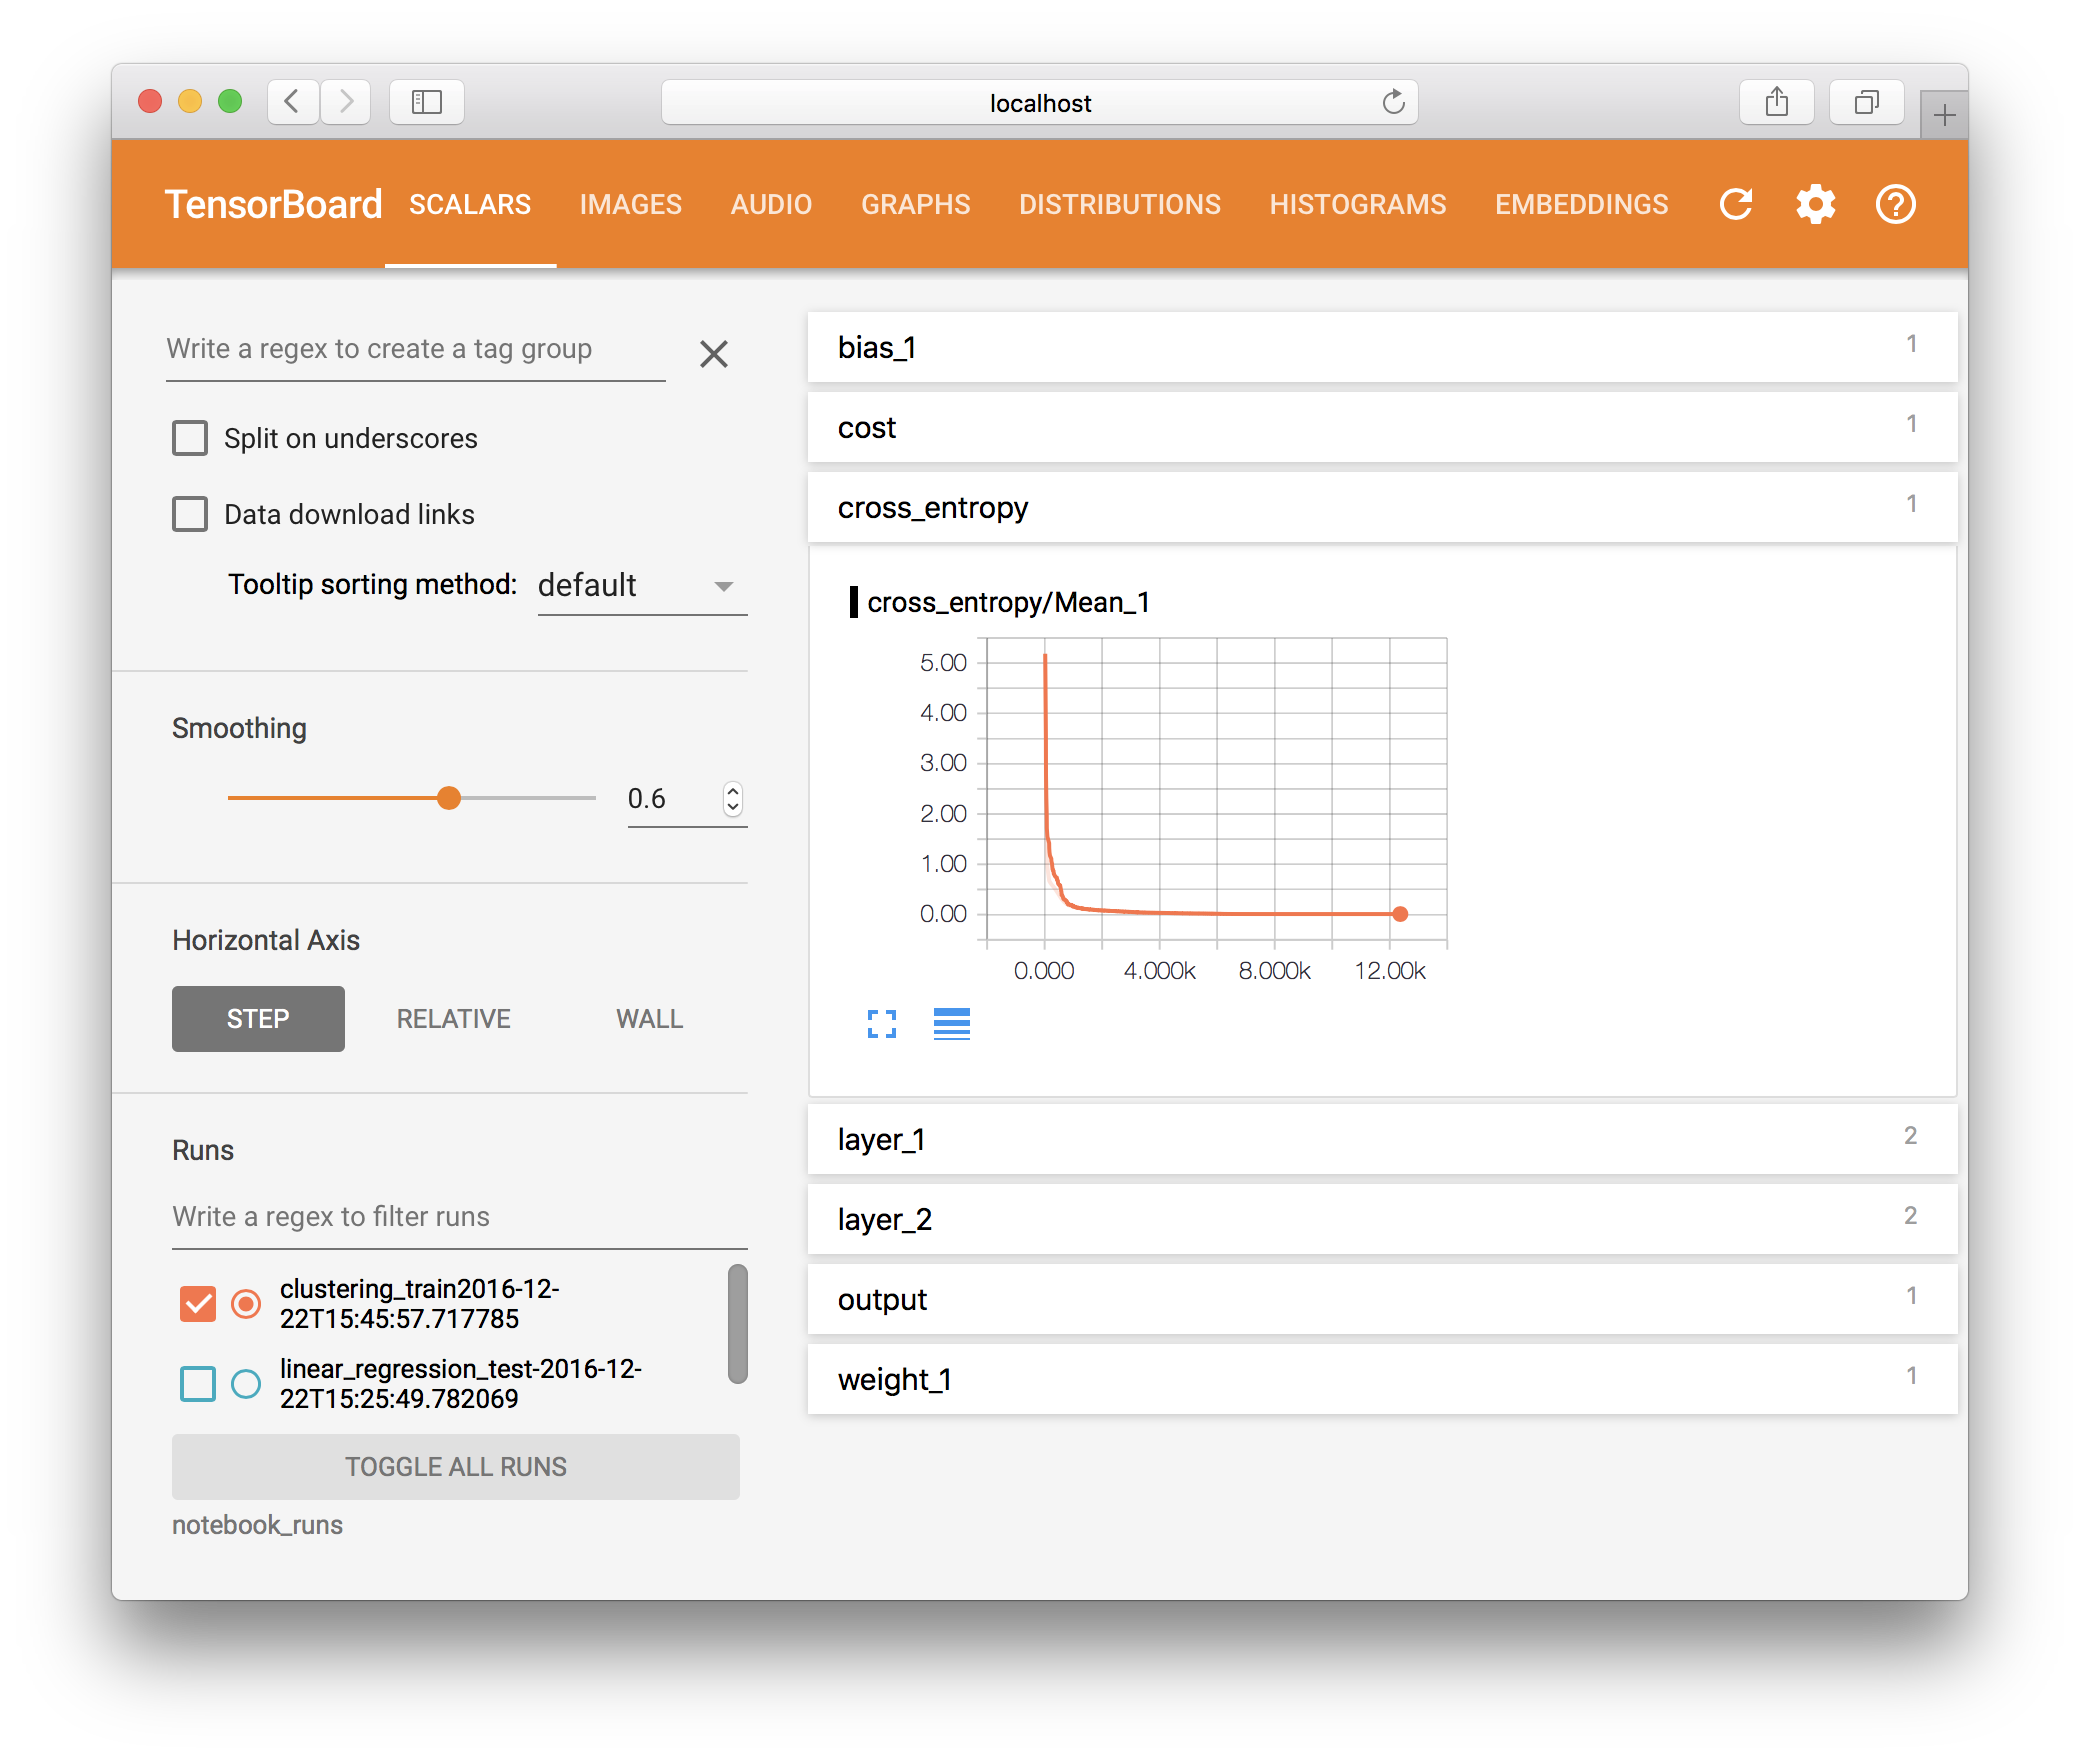 localhost
TensorBoard SCALARS IMAGES AUDIO GRAPHS DISTRIBUTIONS HISTOGRAMS EMBEDDINGS
Write a regex to create a tag group
Split on underscores
Data download links
Tooltip sorting method: default
Smoothing
0.6
Horizontal Axis
STEP RELATIVE WALL
Runs
Write a regex to filter runs
clustering_train2016-12-
22T15:45:57.717785
linear_regression_test-2016-12-
22T15:25:49.782069
TOGGLE ALL RUNS
notebook_runs
bias_1 1
cost 1
cross_entropy 1
cross_entropy/Mean_1
5.00
4.00
3.00
2.00
1.00
0.00
0.000 4.000k 8.000k 12.00k
layer_1 2
layer_2 2
output 1
weight_1 1